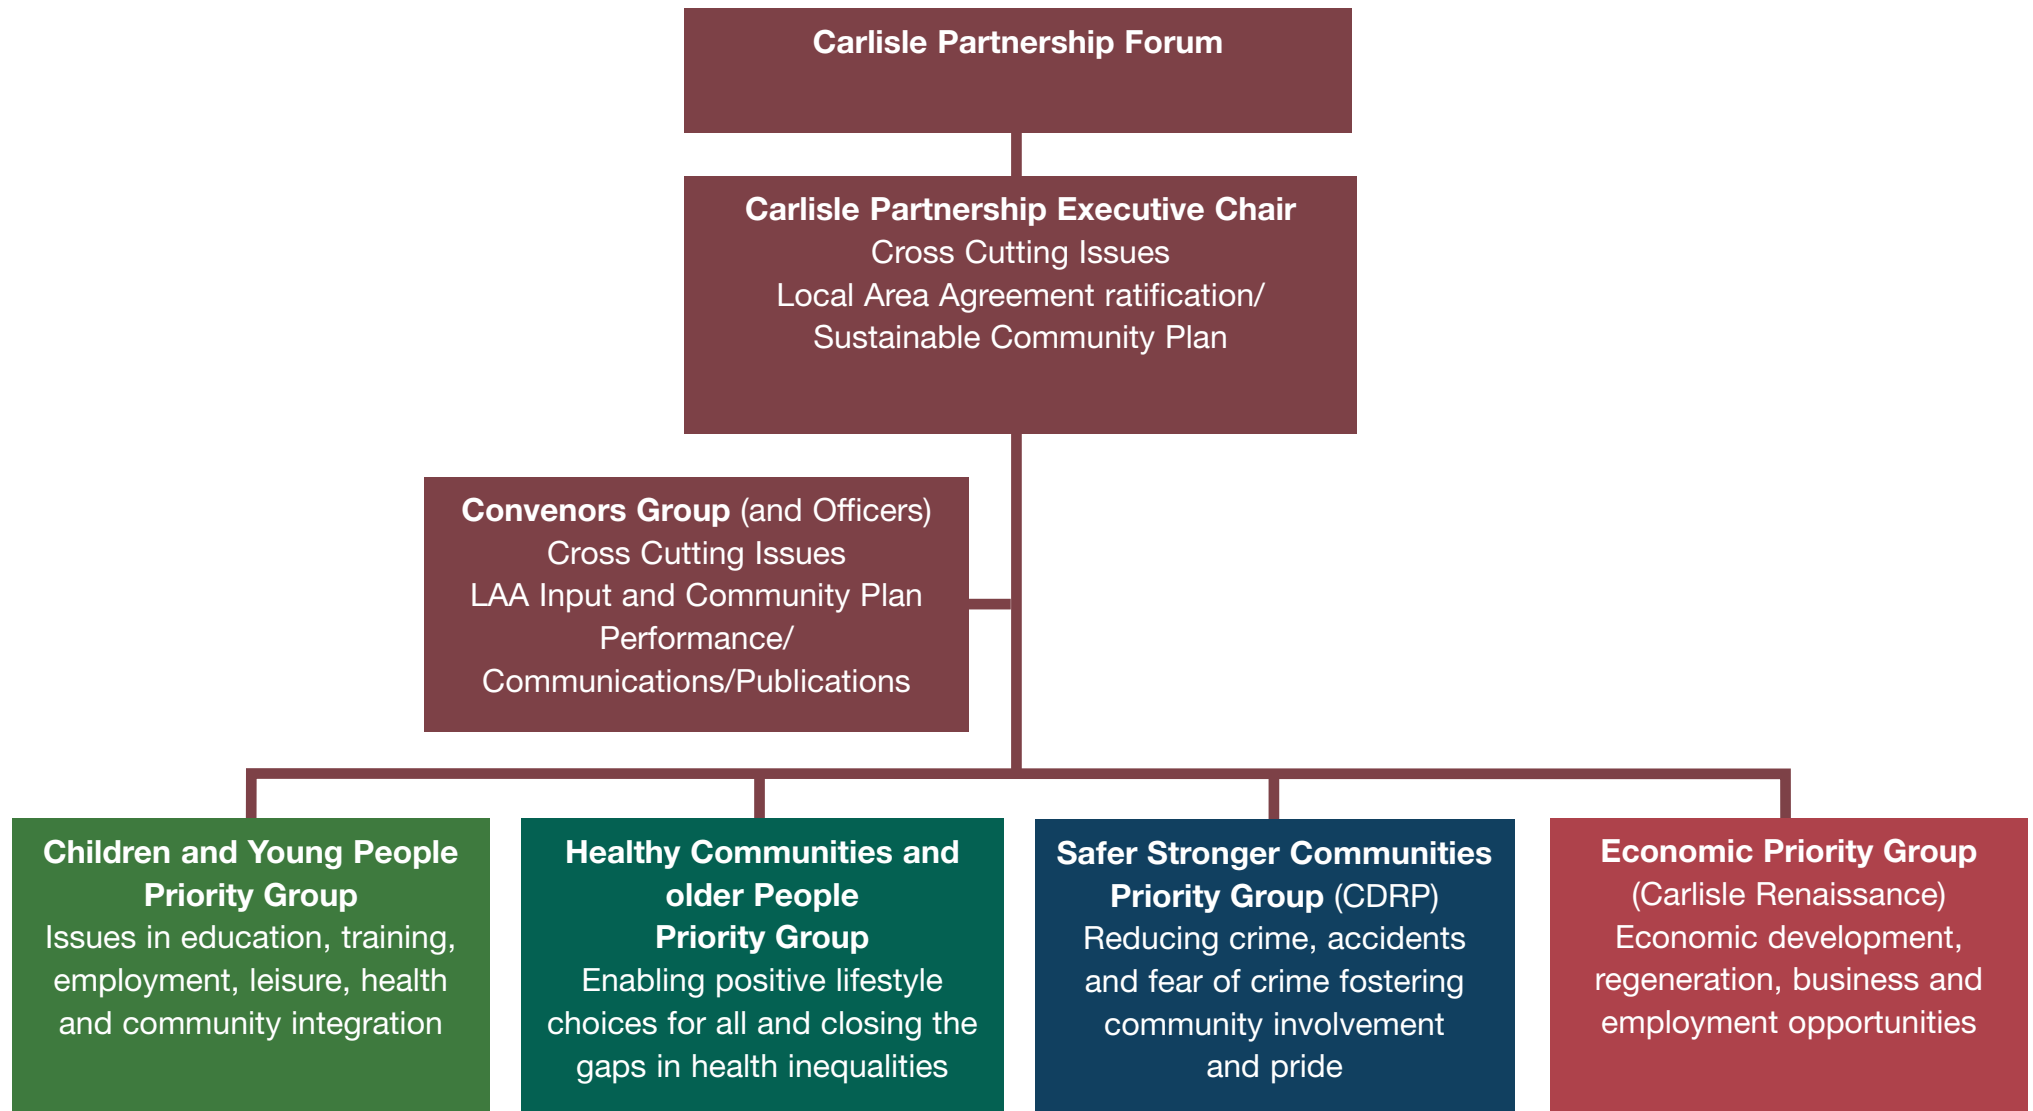 Carlisle Partnership Forum
Carlisle Partnership Executive Chair
Cross Cutting Issues
Local Area Agreement ratification/
Sustainable Community Plan
Convenors Group (and Officers)
Cross Cutting Issues
LAA Input and Community Plan
Performance/
Communications/Publications
Children and Young People
Priority Group
Issues in education, training,
employment, leisure, health
and community integration
Healthy Communities and
older People
Priority Group
Enabling positive lifestyle
choices for all and closing the
gaps in health inequalities
Safer Stronger Communities
Priority Group (CDRP)
Reducing crime, accidents
and fear of crime fostering
community involvement
and pride
Economic Priority Group
(Carlisle Renaissance)
Economic development,
regeneration, business and
employment opportunities